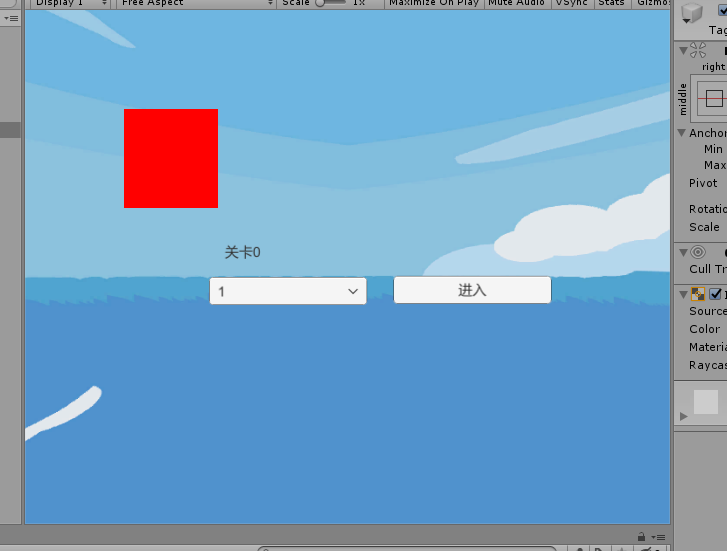 Display 1 Free Aspect Scale 1x Maximize On Play Mute Audio VSync Stats Gizmos
Tag
right
middle
Anchor
Min
Max
Pivot
Rotatio
Scale
Cull Tr
Source
Color
Materia
Raycas
关卡0
1
进入